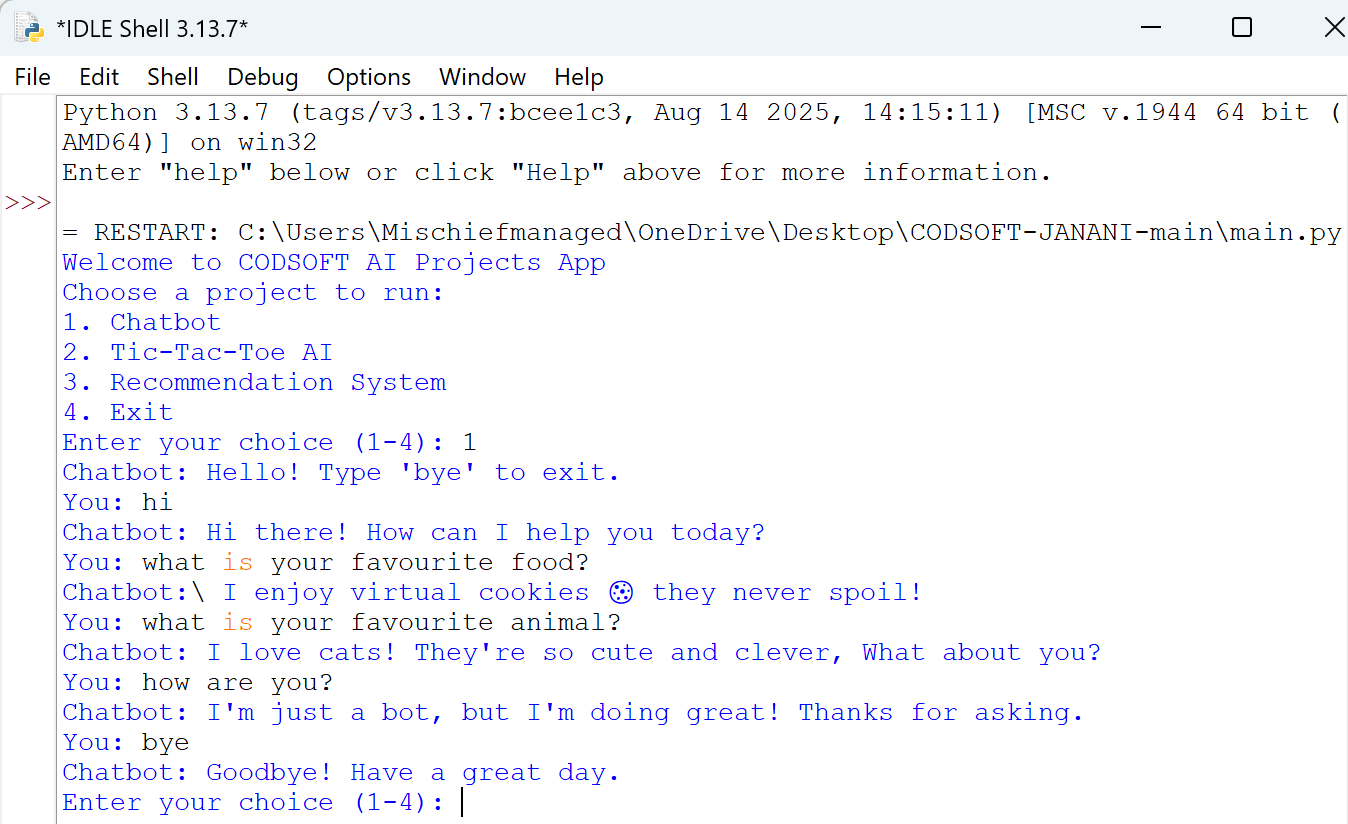 *IDLE Shell 3.13.7*
File Edit Shell Debug Options Window Help
Python 3.13.7 (tags/v3.13.7:bcee1c3, Aug 14 2025, 14:15:11) [MSC v.1944 64 bit (
AMD64)] on win32
Enter "help" below or click "Help" above for more information.
>>>
= RESTART: C:\Users\Mischiefmanaged\OneDrive\Desktop\CODSOFT-JANANI-main\main.py
Welcome to CODSOFT AI Projects App
Choose a project to run:
1. Chatbot
2. Tic-Tac-Toe AI
3. Recommendation System
4. Exit
Enter your choice (1-4): 1
Chatbot: Hello! Type 'bye' to exit.
You: hi
Chatbot: Hi there! How can I help you today?
You: what is your favourite food?
Chatbot:\ I enjoy virtual cookies 🍪 they never spoil!
You: what is your favourite animal?
Chatbot: I love cats! They're so cute and clever, What about you?
You: how are you?
Chatbot: I'm just a bot, but I'm doing great! Thanks for asking.
You: bye
Chatbot: Goodbye! Have a great day.
Enter your choice (1-4):